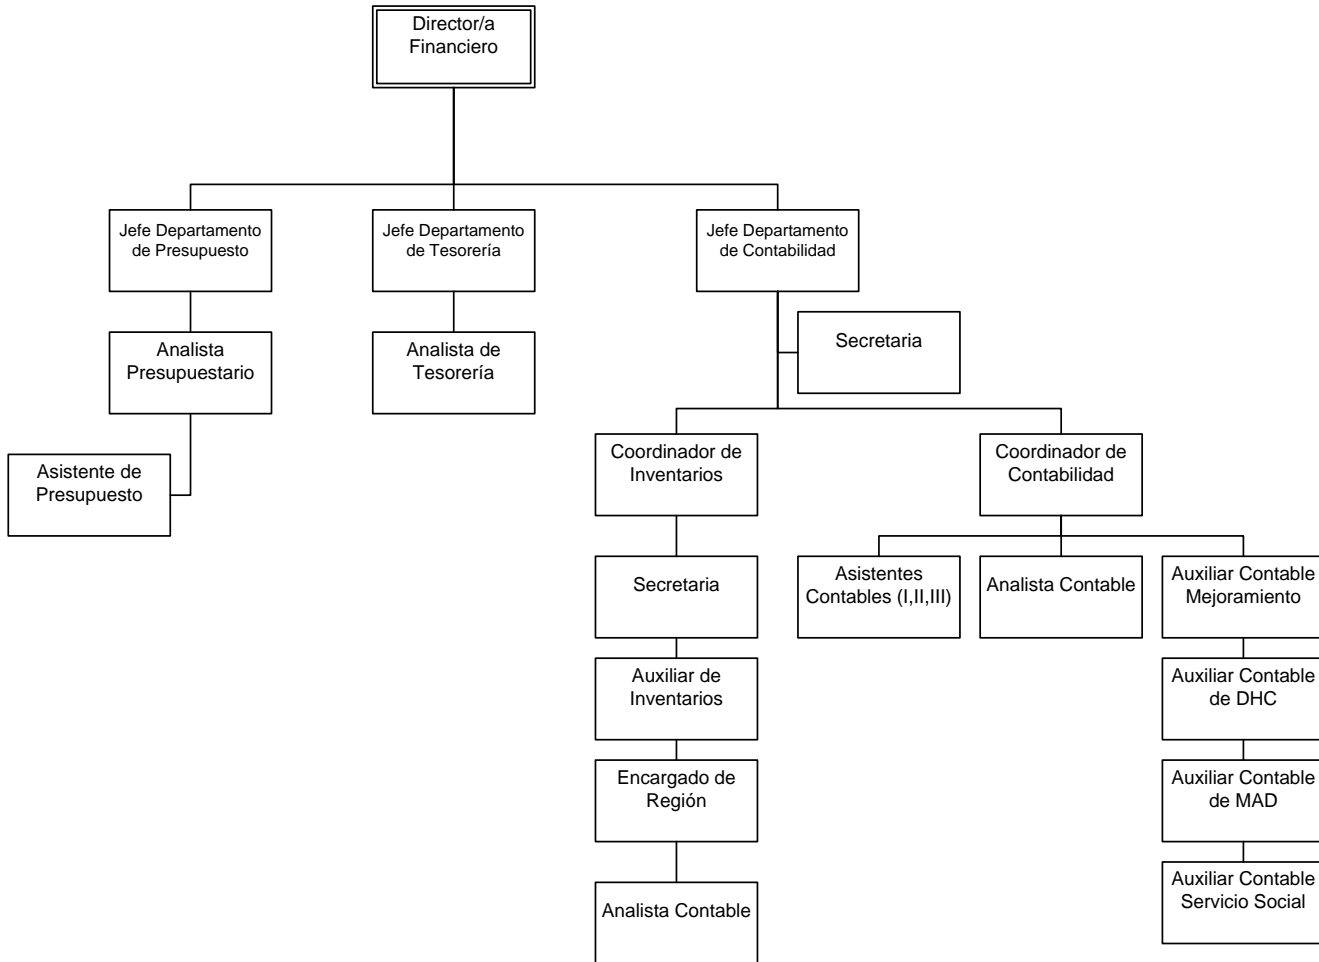 Director/a
Financiero
Jefe Departamento
de Presupuesto
Jefe Departamento
de Tesorería
Jefe Departamento
de Contabilidad
Secretaria
Analista
Presupuestario
Analista de
Tesorería
Asistente de
Presupuesto
Coordinador de
Inventarios
Coordinador de
Contabilidad
Secretaria
Asistentes
Contables (I,II,III)
Analista Contable
Auxiliar Contable
Mejoramiento
Auxiliar de
Inventarios
Auxiliar Contable
de DHC
Encargado de
Región
Auxiliar Contable
de MAD
Analista Contable
Auxiliar Contable
Servicio Social